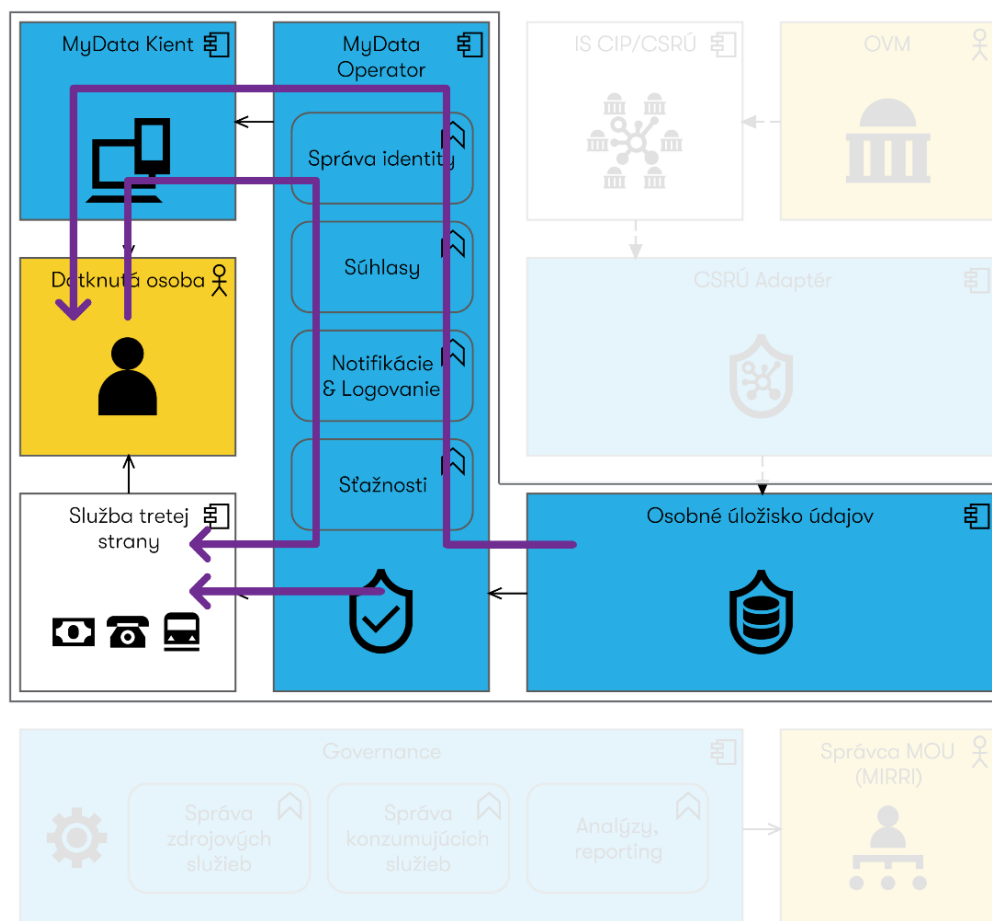 MyData Kient
MyData
Operator
IS CIP/CSRÚ
OVM
Správa identity
Dotknutá osoba
Súhlasy
CSRÚ Adaptér
Notifikácie
& Logovanie
Sťažnosti
Služba tretej
strany
Osobné úložisko údajov
Governance
Správca MOU
(MIRRI)
Správa
zdrojových
služieb
Správa
konzumujúcich
služieb
Analýzy,
reporting